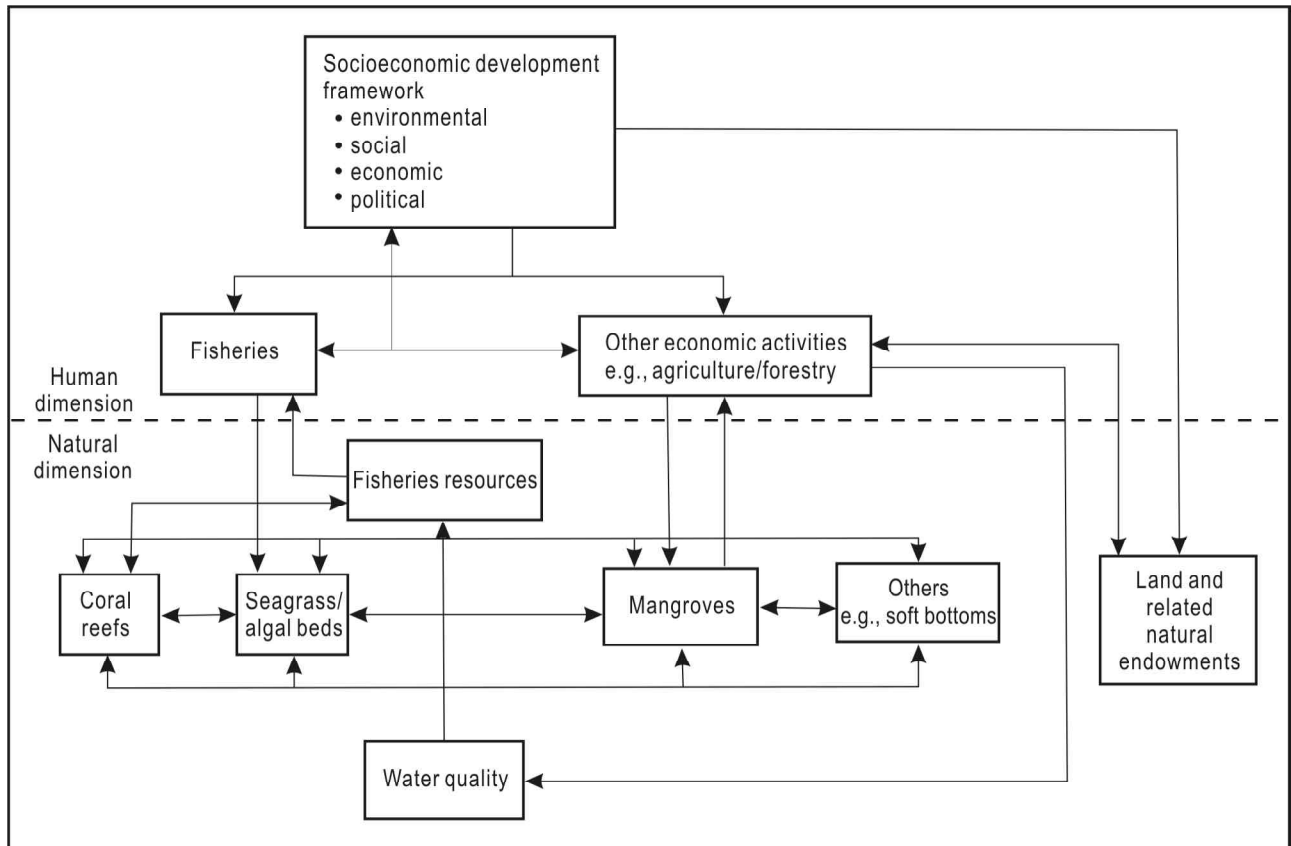 Socioeconomic development
framework
• environmental
• social
• economic
• political
Fisheries
Other economic activities
e.g., agriculture/forestry
Human
dimension
Natural
dimension
Fisheries resources
Coral
reefs
Seagrass/
algal beds
Mangroves
Others
e.g., soft bottoms
Land and
related
natural
endowments
Water quality